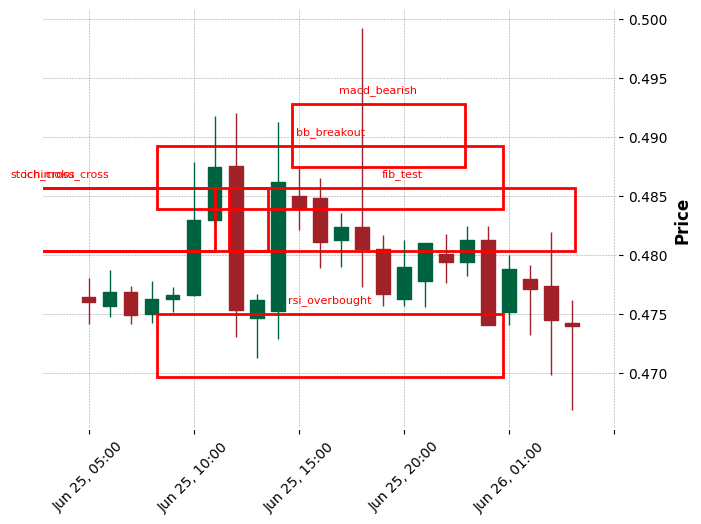 0.500
0.495
macd_bearish
0.490
bb_breakout
stoch_cross
ichimoku_cross
fib_test
0.485
Price
0.480
rsi_overbought
0.475
0.470
Jun 25, 05:00
Jun 25, 10:00
Jun 25, 15:00
Jun 25, 20:00
Jun 26, 01:00